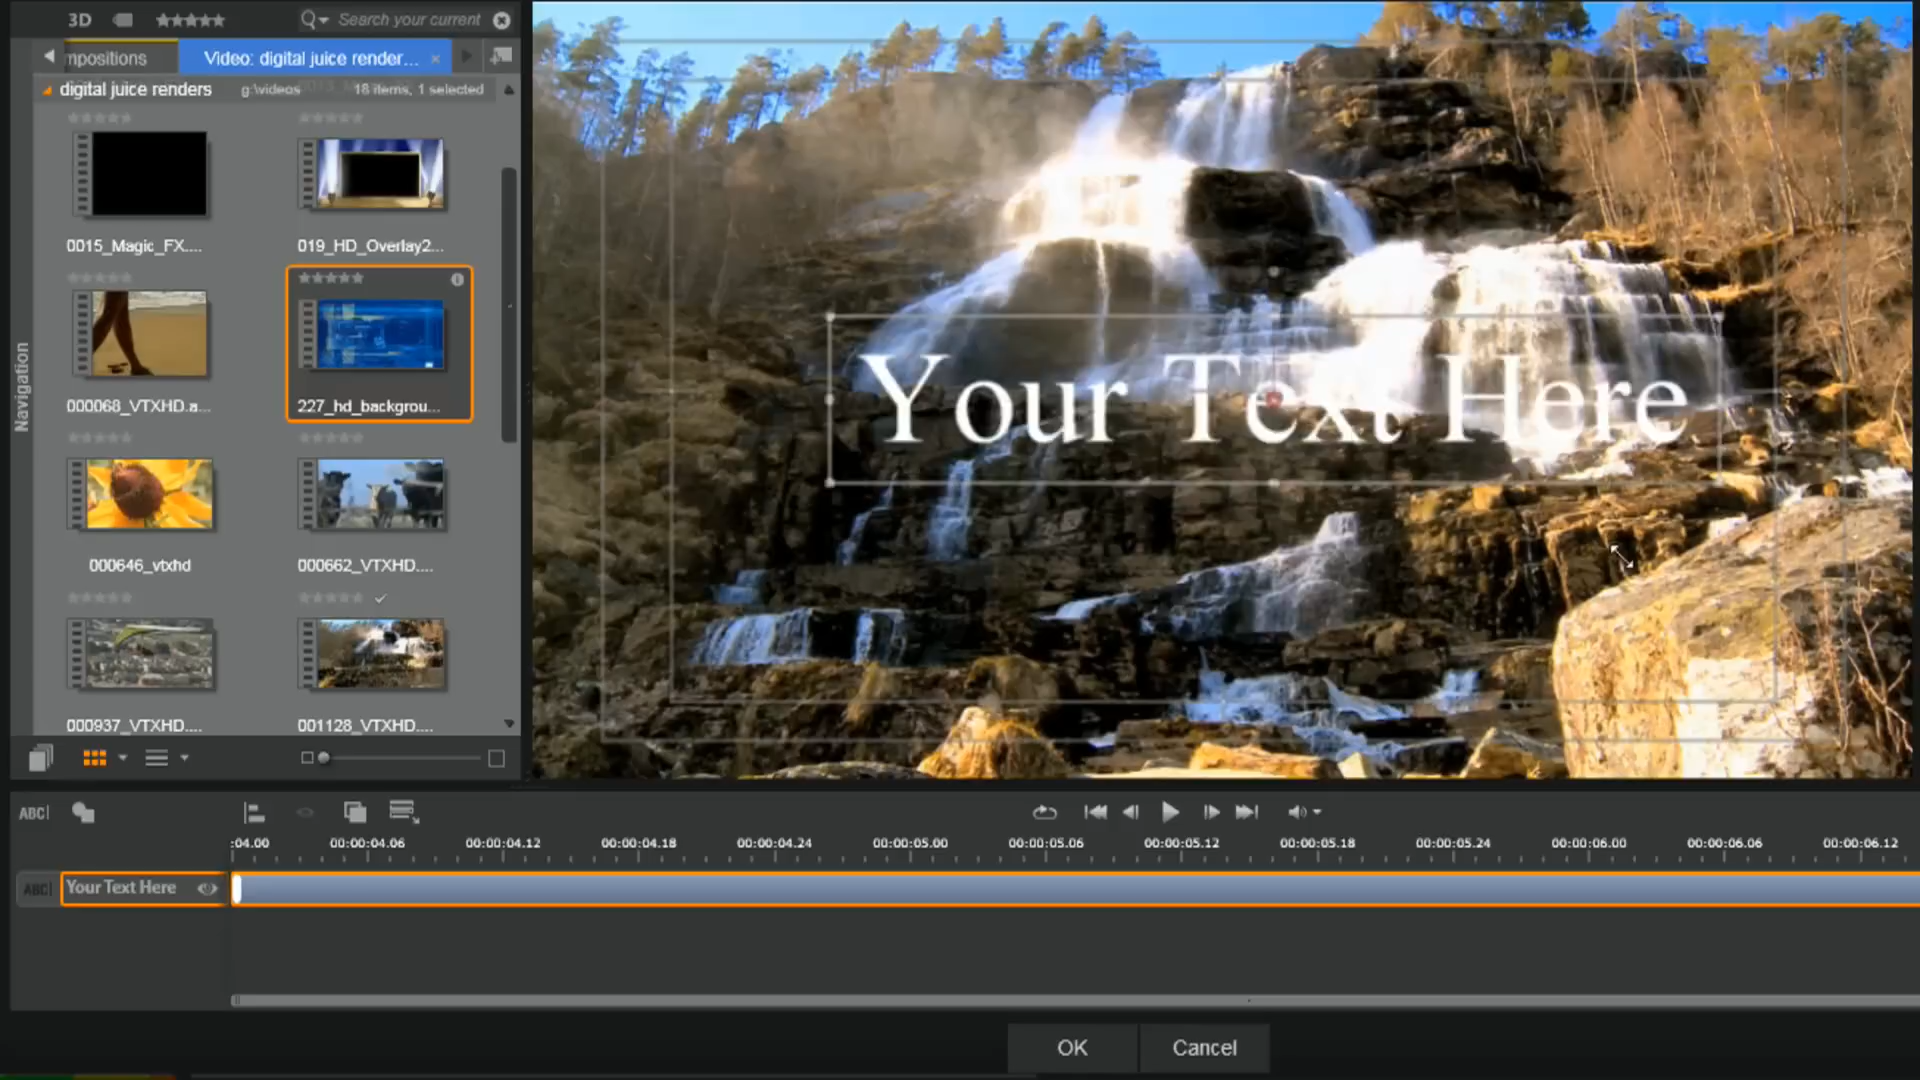 3D
Search your current
mpositions
Video: digital juice render...
digital juice renders
g:\videos
18 items, 1 selected
0015_Magic_FX....
019_HD_Overlay2...
000068_VTXHD.a...
227_hd_backgrou...
000646_vtxhd
000662_VTXHD....
000937_VTXHD....
001128_VTXHD....
Navigation
Your Text Here
ABC
:04.00
00:00:04.06
00:00:04.12
00:00:04.18
00:00:04.24
00:00:05.00
00:00:05.06
00:00:05.12
00:00:05.18
00:00:05.24
00:00:06.00
00:00:06.06
00:00:06.12
ABC
Your Text Here
OK
Cancel